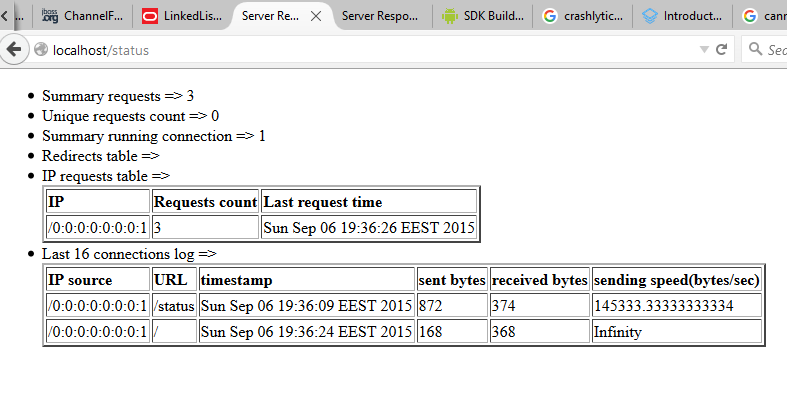 ... jboss .org ChannelF... LinkedLis... Server Re... Server Respo... SDK Build... crashlytic... Introduct... cann
localhost/status Sea
Summary requests => 3
Unique requests count => 0
Summary running connection => 1
Redirects table =>
IP requests table =>
IP Requests count Last request time
/0:0:0:0:0:0:0:1 3 Sun Sep 06 19:36:26 EEST 2015
Last 16 connections log =>
IP source URL timestamp sent bytes received bytes sending speed(bytes/sec)
/0:0:0:0:0:0:0:1 /status Sun Sep 06 19:36:09 EEST 2015 872 374 145333.33333333334
/0:0:0:0:0:0:0:1 / Sun Sep 06 19:36:24 EEST 2015 168 368 Infinity